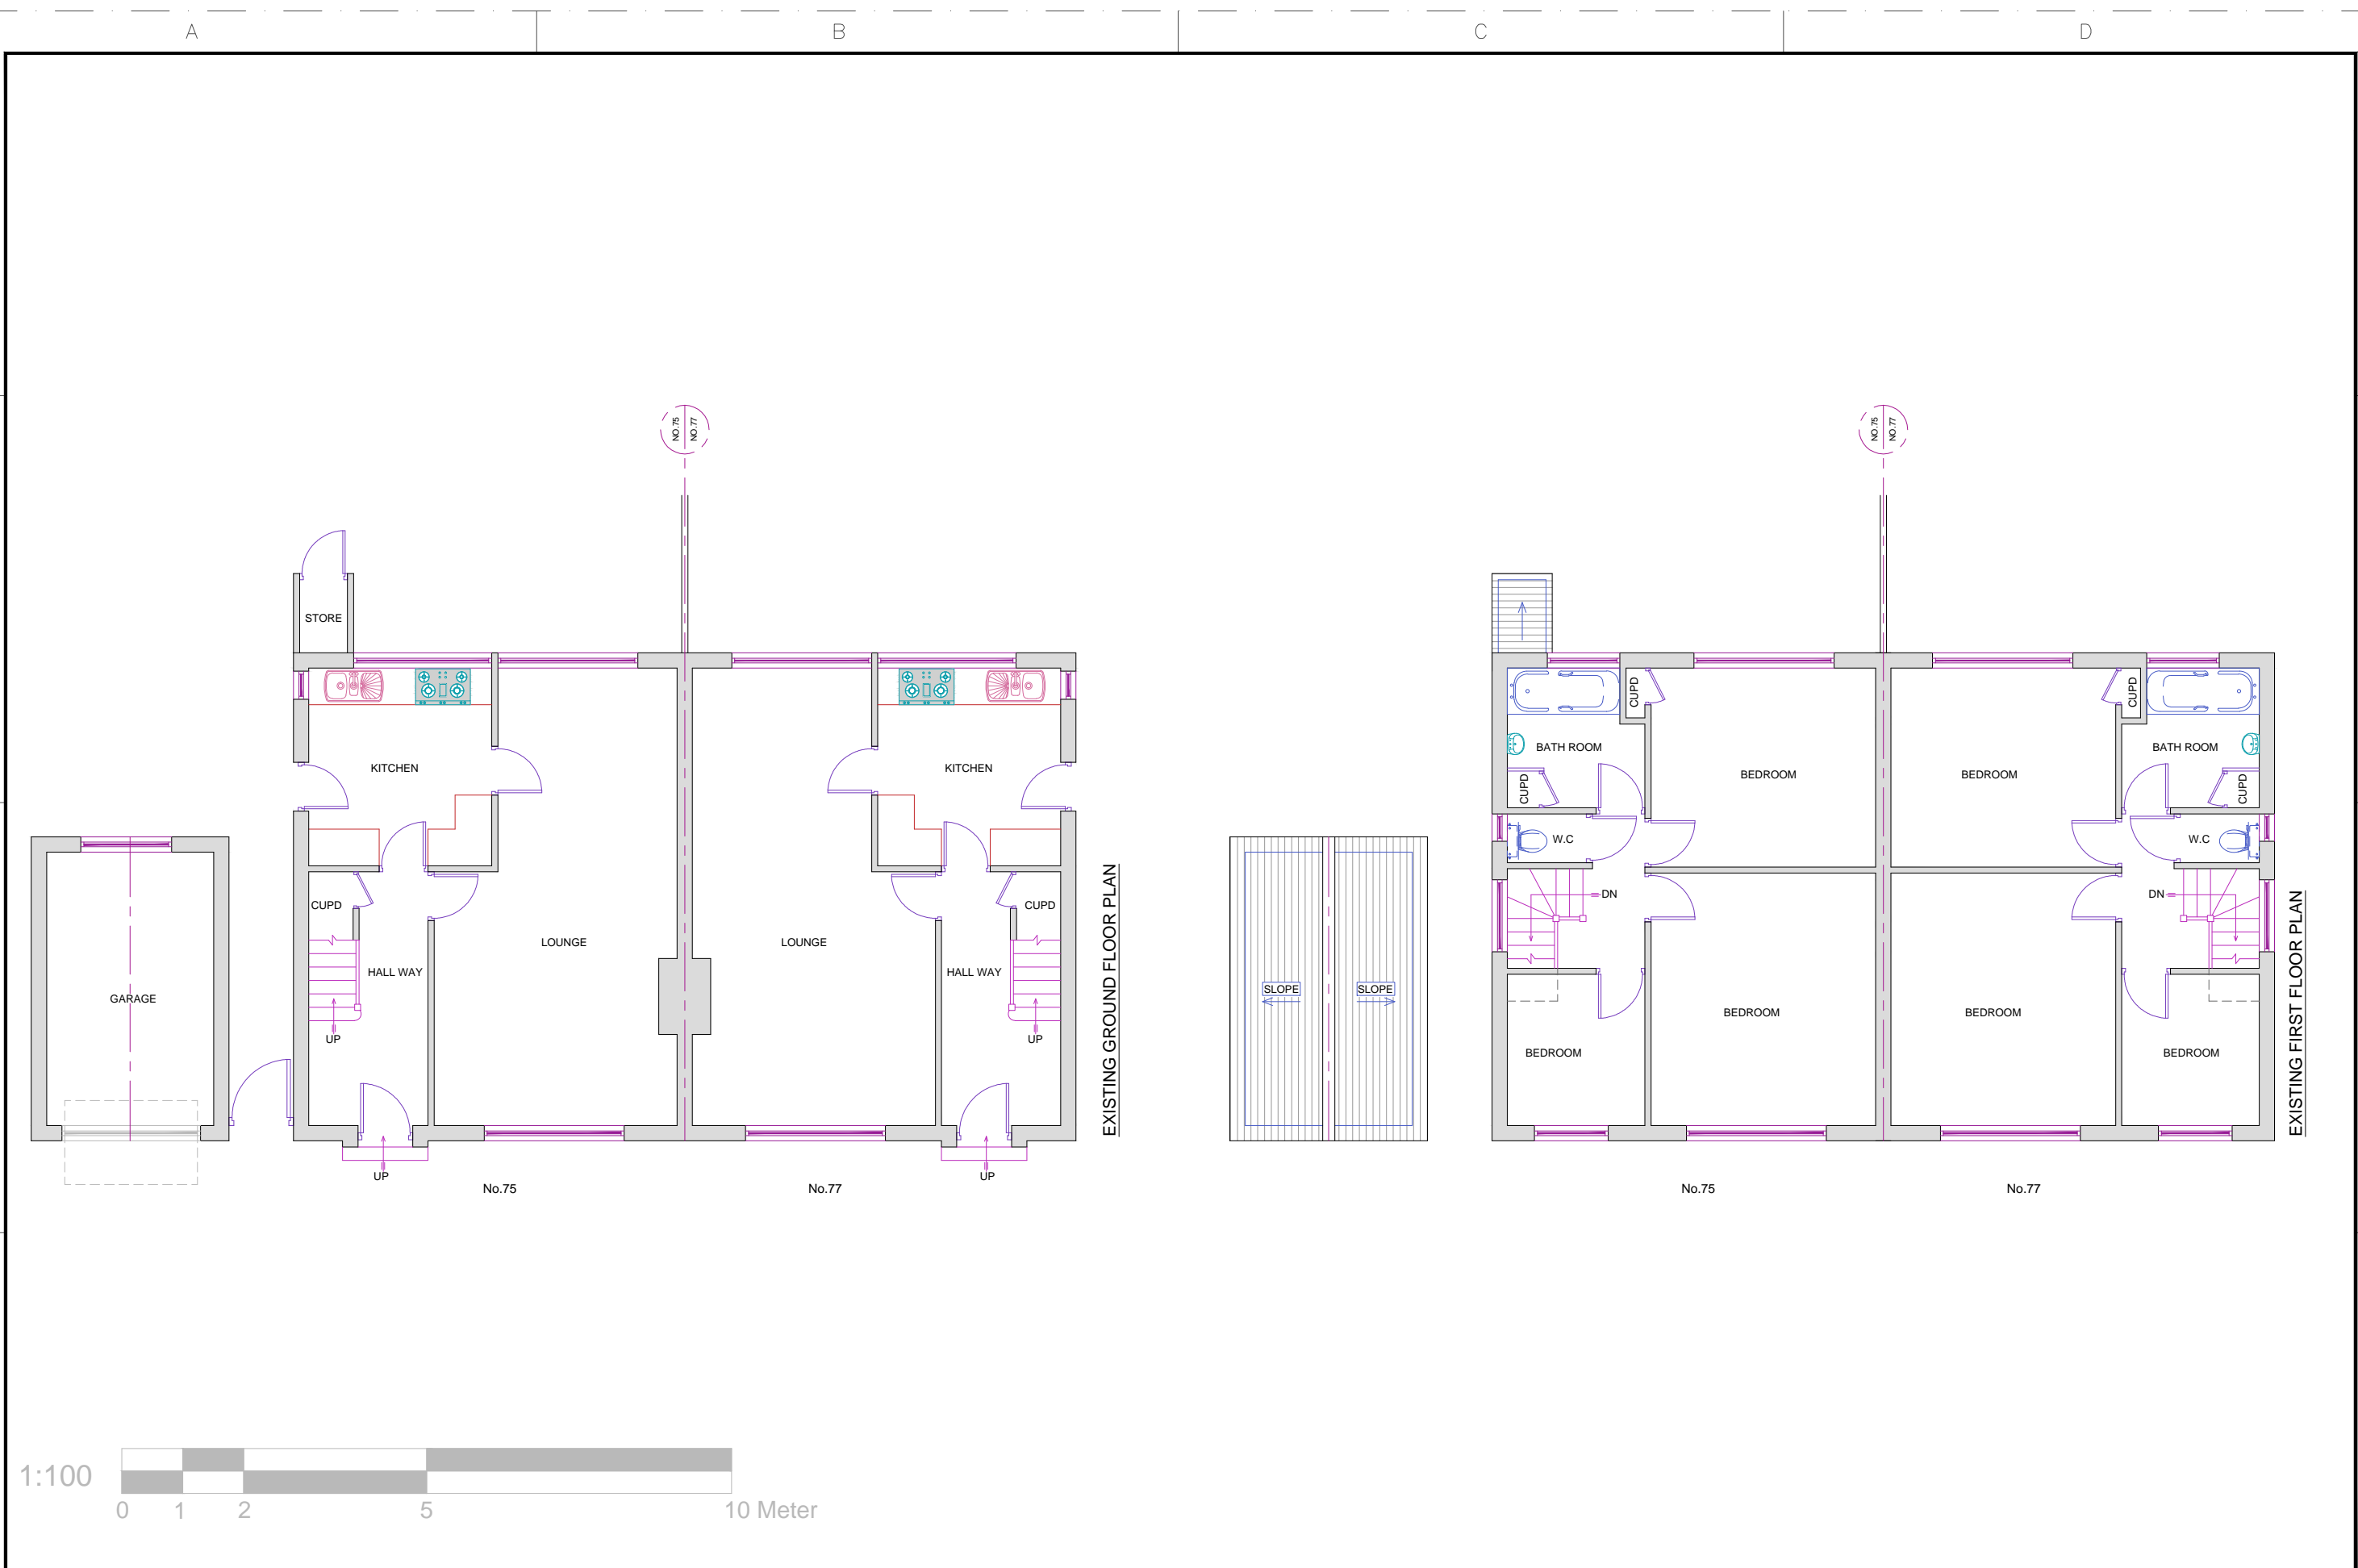 A
B
C
D
NO.75
NO.77
NO.75
NO.77
STORE
KITCHEN
KITCHEN
CUPD
CUPD
LOUNGE
LOUNGE
HALL WAY
HALL WAY
GARAGE
UP
UP
UP
UP
No.75
No.77
EXISTING GROUND FLOOR PLAN
SLOPE
SLOPE
CUPD
CUPD
BATH ROOM
BATH ROOM
BEDROOM
BEDROOM
CUPD
CUPD
W.C
W.C
DN
DN
BEDROOM
BEDROOM
BEDROOM
BEDROOM
No.75
No.77
EXISTING FIRST FLOOR PLAN
1:100
0 1 2 5 10 Meter